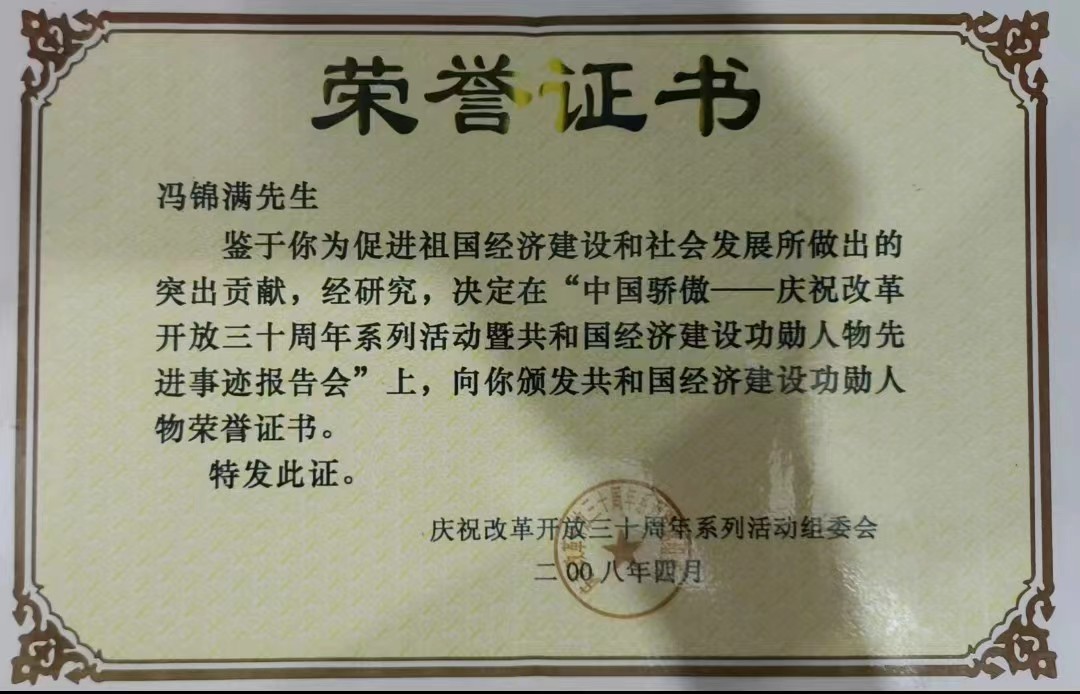 荣誉证书
冯锦满先生
鉴于你为促进祖国经济建设和社会发展所做出的
突出贡献，经研究，决定在“中国骄傲——庆祝改革
开放三十周年系列活动暨共和国经济建设功勋人物先
进事迹报告会”上，向你颁发共和国经济建设功勋人
物荣誉证书。
特发此证。
庆祝改革开放三十周年系列活动组委会
二00八年四月